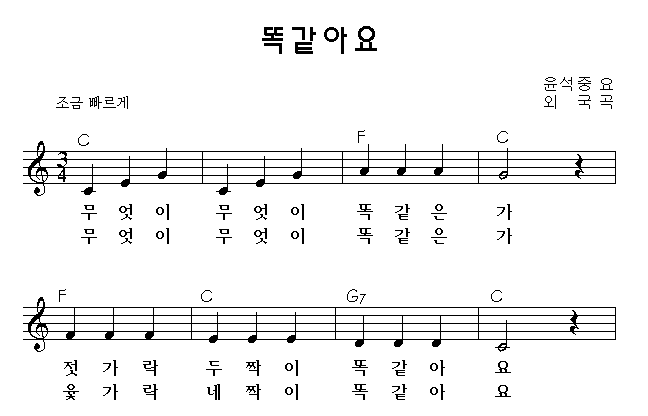 똑같아요
윤석중 요
외 국 곡
조금 빠르게
C F C
3
4
무 엇 이 무 엇 이 똑 같 은 가
무 엇 이 무 엇 이 똑 같 은 가
F C G7 C
젓 가 락 두 짝 이 똑 같 아 요
윷 가 락 네 짝 이 똑 같 아 요